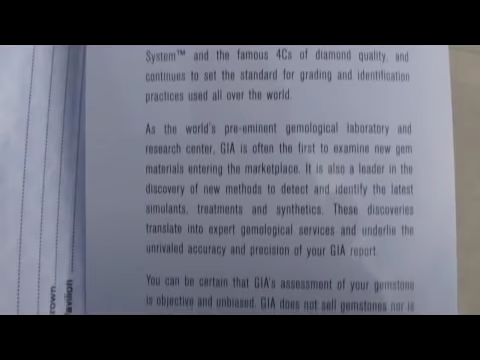 System™ and the famous 4Cs of diamond quality, and
continues to set the standard for grading and identification
practices used all over the world.
As the world's pre-eminent gemological laboratory and
research center, GIA is often the first to examine new gem
materials entering the marketplace. It is also a leader in the
discovery of new methods to detect and identify the latest
simulants, treatments and synthetics. These discoveries
translate into expert gemological services and underlie the
unrivaled accuracy and precision of your GIA report.
You can be certain that GIA's assessment of your gemstone
is objective and unbiased. GIA does not sell gemstones nor is
rown
avilion